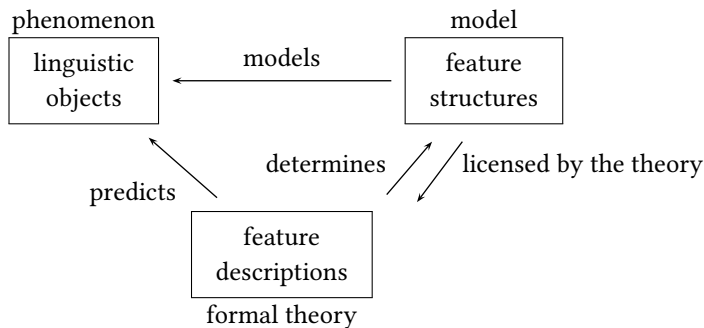 phenomenon
model
linguistic
objects
models
feature
structures
predicts
determines
licensed by the theory
feature
descriptions
formal theory